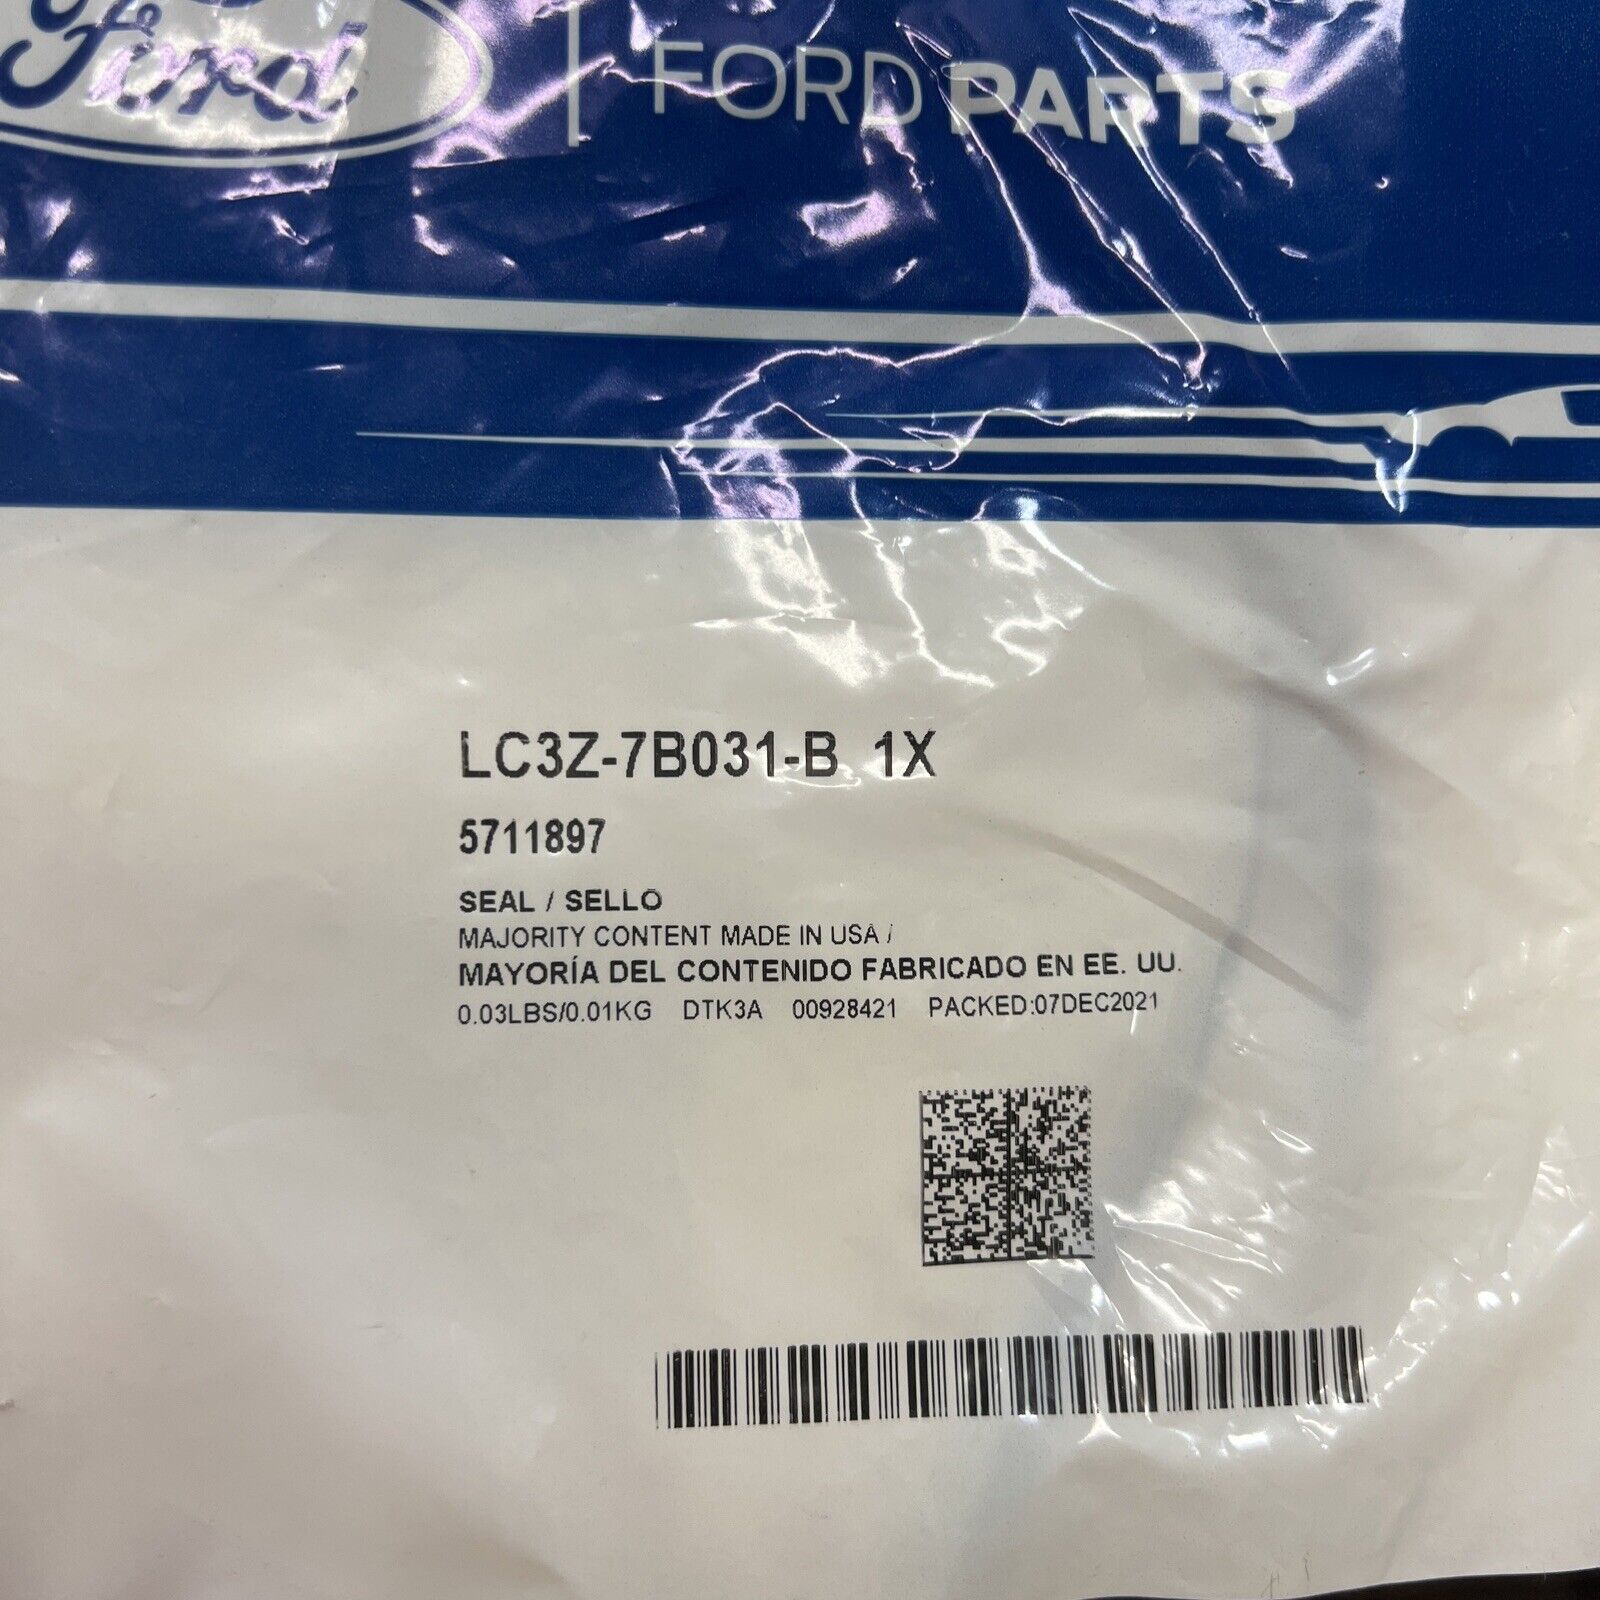 Ford
FORD PARTS
LC3Z-7B031-B 1X
5711897
SEAL / SELLO
MAJORITY CONTENT MADE IN USA /
MAYORÍA DEL CONTENIDO FABRICADO EN EE. UU.
0.03LBS/0.01KG DTK3A 00928421 PACKED:07DEC2021